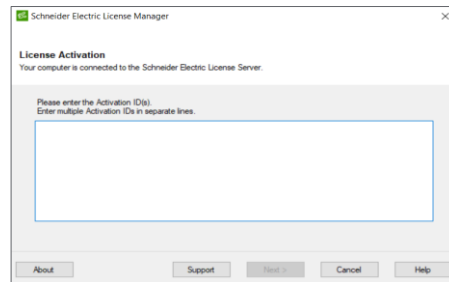 Schneider Electric License Manager
License Activation
Your computer is connected to the Schneider Electric License Server.
Please enter the Activation ID(s).
Enter multiple Activation IDs in separate lines.
About
Support
Next >
Cancel
Help